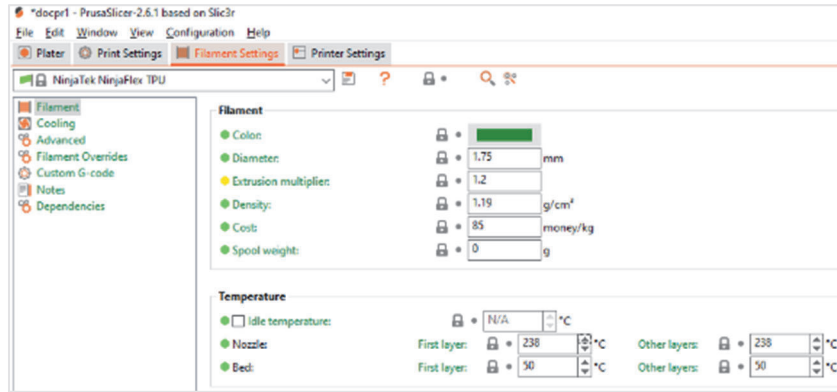 *docpr1 - PrusaSlicer-2.6.1 based on Slic3r
File Edit Window View Configuration Help
Plater Print Settings Filament Settings Printer Settings
NinjaTek NinjaFlex TPU ?
Filament
Cooling
Advanced
Filament Overrides
Custom G-code
Notes
Dependencies
Filament
Color:
Diameter: 1.75 mm
Extrusion multiplier: 1.2
Density: 1.19 g/cm³
Cost: 85 money/kg
Spool weight: 0 g
Temperature
Idle temperature: N/A °C
Nozzle: First layer: 238 °C Other layers: 238 °C
Bed: First layer: 50 °C Other layers: 50 °C